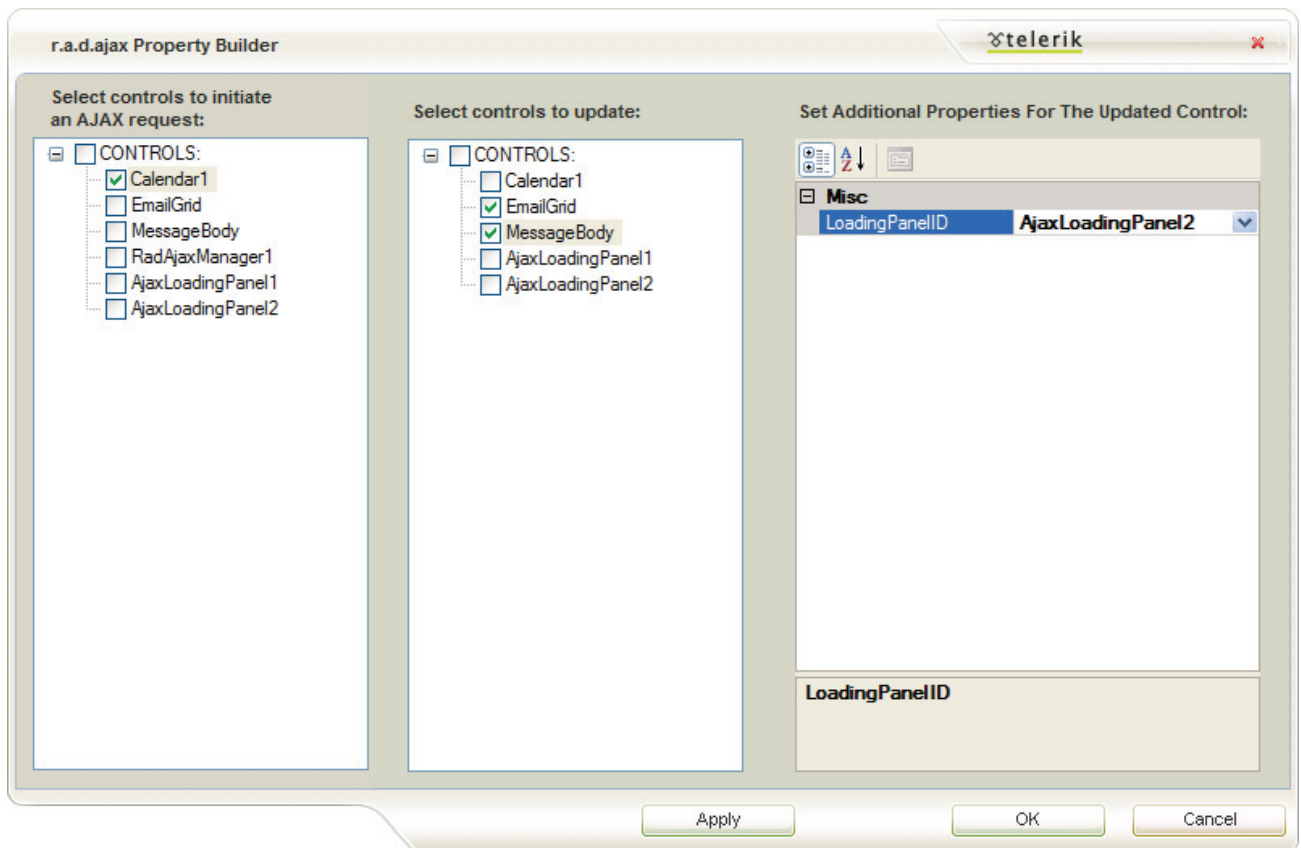 r.a.d.ajax Property Builder
telerik
Select controls to initiate
an AJAX request:
CONTROLS:
Calendar1
EmailGrid
MessageBody
RadAjaxManager1
AjaxLoadingPanel1
AjaxLoadingPanel2
Select controls to update:
CONTROLS:
Calendar1
EmailGrid
MessageBody
AjaxLoadingPanel1
AjaxLoadingPanel2
Set Additional Properties For The Updated Control:
A
Z
Misc
LoadingPanelID AjaxLoadingPanel2
LoadingPanelID
Apply OK Cancel